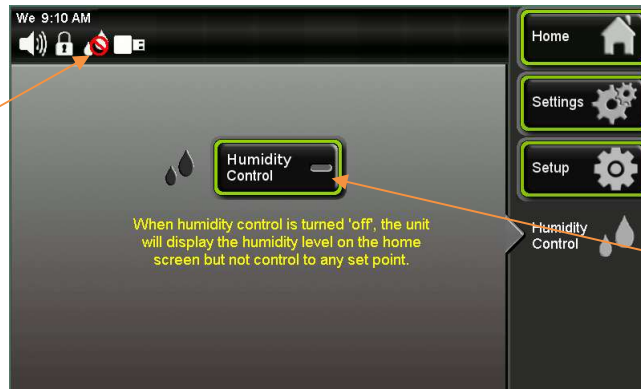 We 9:10 AM
Home
Settings
Setup
Humidity
Control
Humidity
Control
When humidity control is turned 'off', the unit
will display the humidity level on the home
screen but not control to any set point.